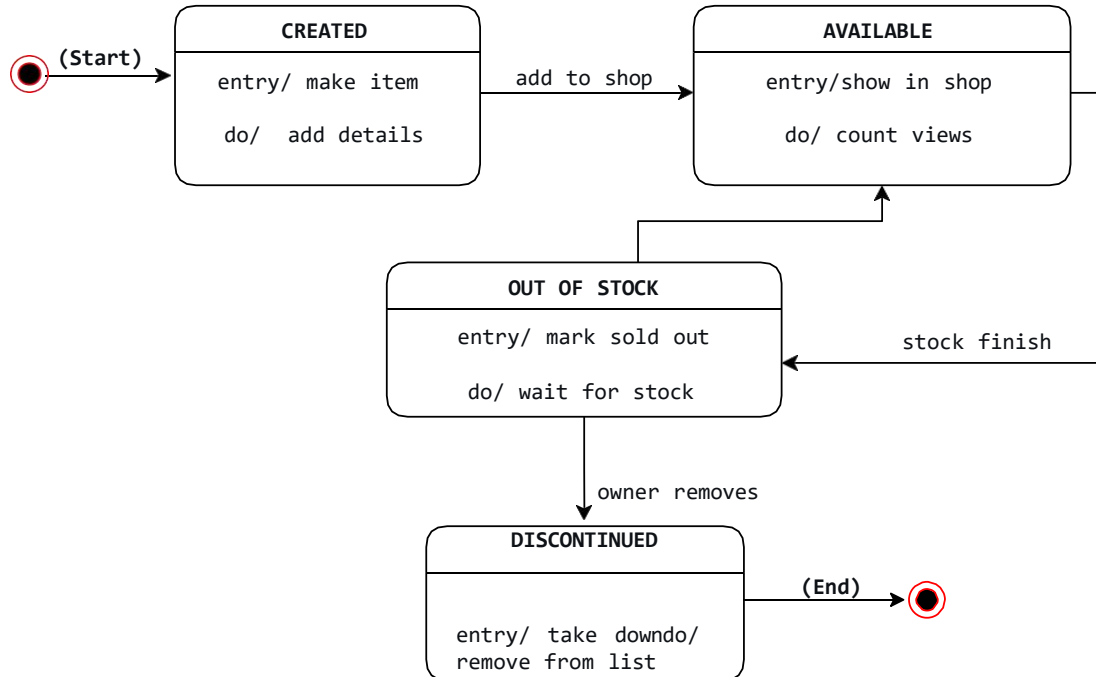 CREATED
AVAILABLE
(Start)
entry/ make item
add to shop
entry/show in shop
do/ add details
do/ count views
OUT OF STOCK
entry/ mark sold out
stock finish
do/ wait for stock
owner removes
DISCONTINUED
(End)
entry/ take downdo/
remove from list